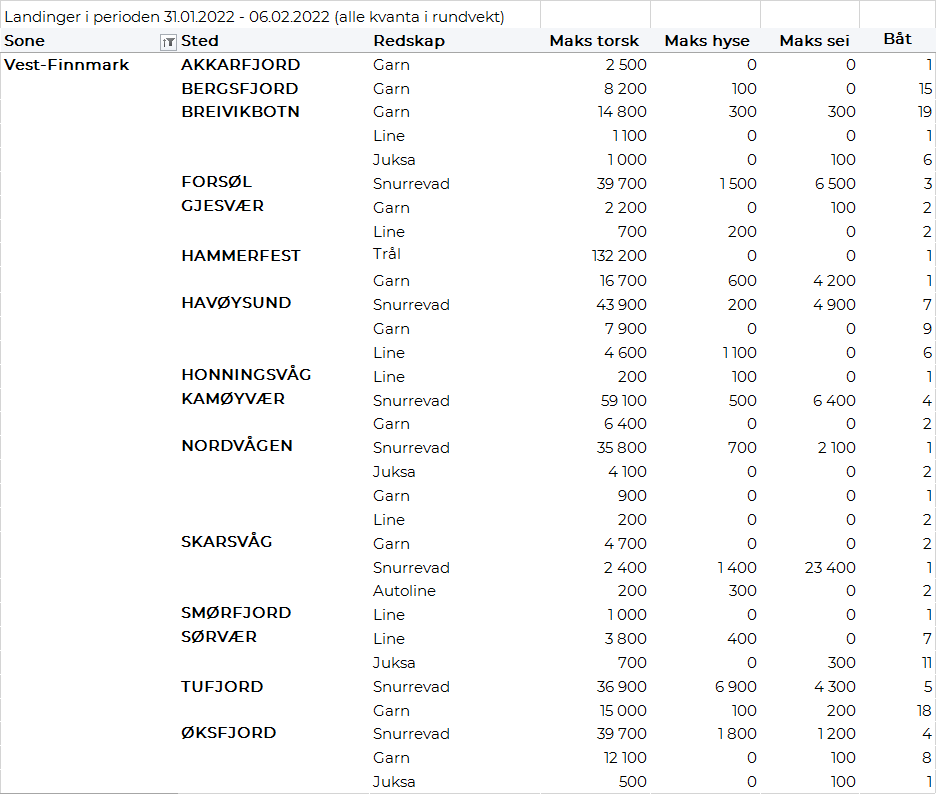 Landinger i perioden 31.01.2022 - 06.02.2022 (alle kvanta i rundvekt)
Sone Sted Redskap Maks torsk Maks hyse Maks sei Båt
Vest-Finnmark AKKARFJORD Garn 2 500 0 0 1
BERGSFJORD Garn 8 200 100 0 15
BREIVIKBOTN Garn 14 800 300 300 19
Line 1 100 0 0 1
Juksa 1 000 0 100 6
FORSØL Snurrevad 39 700 1 500 6 500 3
GJESVÆR Garn 2 200 0 100 2
Line 700 200 0 2
HAMMERFEST Trål 132 200 0 0 1
Garn 16 700 600 4 200 1
HAVØYSUND Snurrevad 43 900 200 4 900 7
Garn 7 900 0 0 9
Line 4 600 1 100 0 6
HONNINGSVÅG Line 200 100 0 1
KAMØYVÆR Snurrevad 59 100 500 6 400 4
Garn 6 400 0 0 2
NORDVÅGEN Snurrevad 35 800 700 2 100 1
Juksa 4 100 0 0 2
Garn 900 0 0 1
Line 200 0 0 2
SKARSVÅG Garn 4 700 0 0 2
Snurrevad 2 400 1 400 23 400 1
Autoline 200 300 0 2
SMØRFJORD Line 1 000 0 0 1
SØRVÆR Line 3 800 400 0 7
Juksa 700 0 300 11
TUFJORD Snurrevad 36 900 6 900 4 300 5
Garn 15 000 100 200 18
ØKSFJORD Snurrevad 39 700 1 800 1 200 4
Garn 12 100 0 100 8
Juksa 500 0 100 1